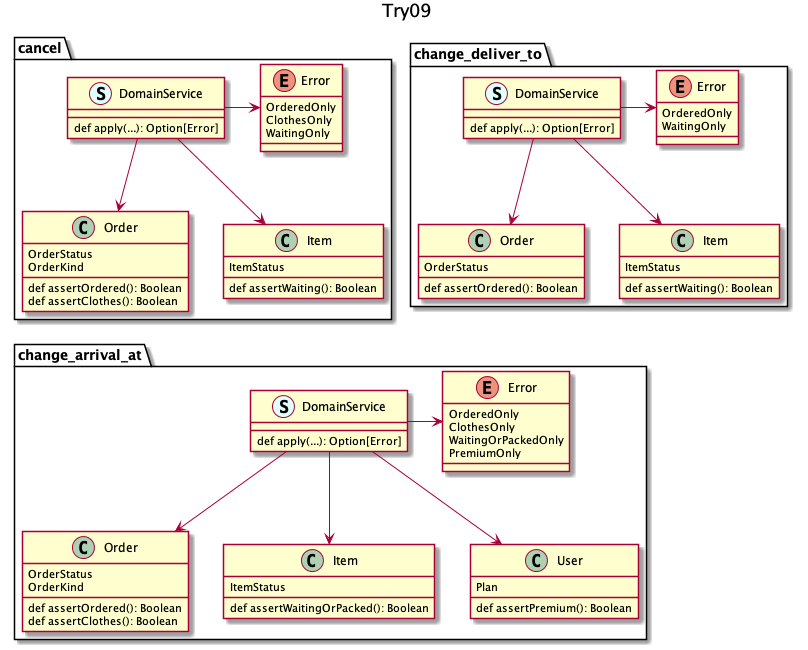 Try09
cancel
S DomainService
def apply(...): Option[Error]
E Error
OrderedOnly
ClothesOnly
WaitingOnly
C Order
OrderStatus
OrderKind
def assertOrdered(): Boolean
def assertClothes(): Boolean
C Item
ItemStatus
def assertWaiting(): Boolean
change_deliver_to
S DomainService
def apply(...): Option[Error]
E Error
OrderedOnly
WaitingOnly
C Order
OrderStatus
def assertOrdered(): Boolean
C Item
ItemStatus
def assertWaiting(): Boolean
change_arrival_at
S DomainService
def apply(...): Option[Error]
E Error
OrderedOnly
ClothesOnly
WaitingOrPackedOnly
PremiumOnly
C Order
OrderStatus
OrderKind
def assertOrdered(): Boolean
def assertClothes(): Boolean
C Item
ItemStatus
def assertWaitingOrPacked(): Boolean
C User
Plan
def assertPremium(): Boolean